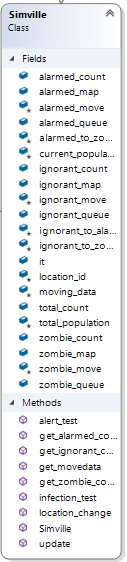 Simville
Class
Fields
alarmed_count
alarmed_map
alarmed_move
alarmed_queue
alarmed_to_zo...
current_popula...
ignorant_count
ignorant_map
ignorant_move
ignorant_queue
ignorant_to_ala...
ignorant_to_zo...
it
location_id
moving_data
total_count
total_population
zombie_count
zombie_map
zombie_move
zombie_queue
Methods
alert_test
get_alarmed_co...
get_ignorant_c...
get_movedata
get_zombie_co...
infection_test
location_change
Simville
update